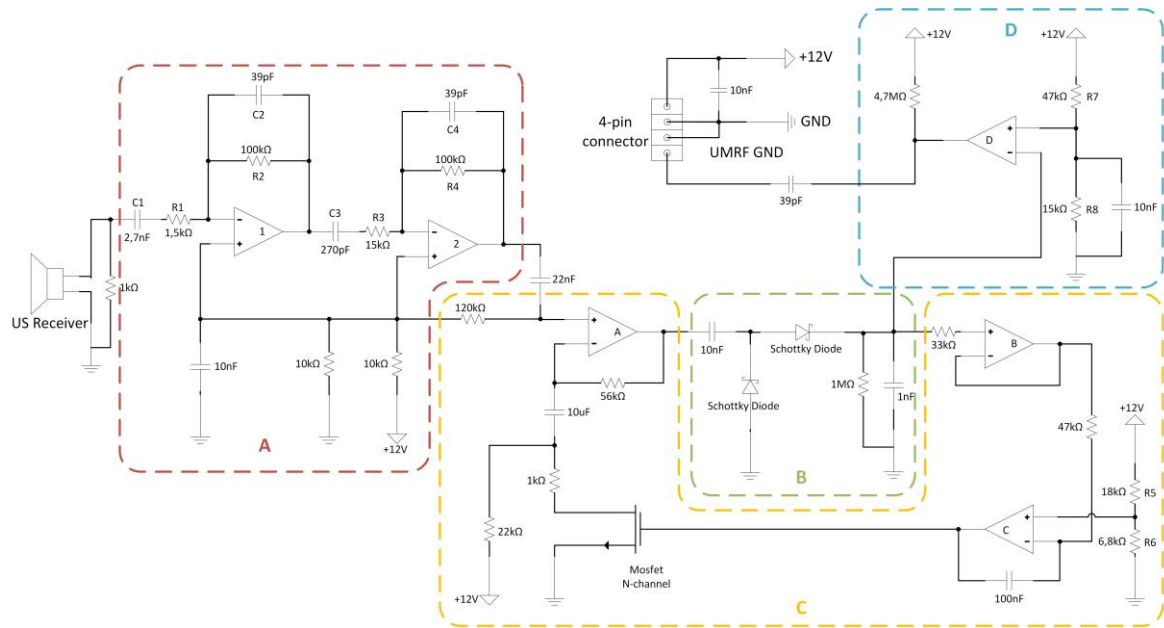 D
+12V
+12V
4,7MΩ
47kΩ
R7
+
−
D
15kΩ
R8
10nF
+12V
10nF
4-pin
connector
GND
UMRF GND
39pF
39pF
C2
100kΩ
R2
39pF
C4
100kΩ
R4
C1
2,7nF
R1
1,5kΩ
−
+
1
C3
270pF
R3
15kΩ
−
+
2
1kΩ
US Receiver
22nF
10nF
10kΩ
10kΩ
+12V
A
120kΩ
+
−
A
56kΩ
10uF
1kΩ
22kΩ
+12V
Mosfet
N-channel
10nF
Schottky Diode
Schottky Diode
1MΩ
1nF
B
33kΩ
+
−
B
47kΩ
+12V
18kΩ
R5
6,8kΩ
R6
+
−
C
100nF
C